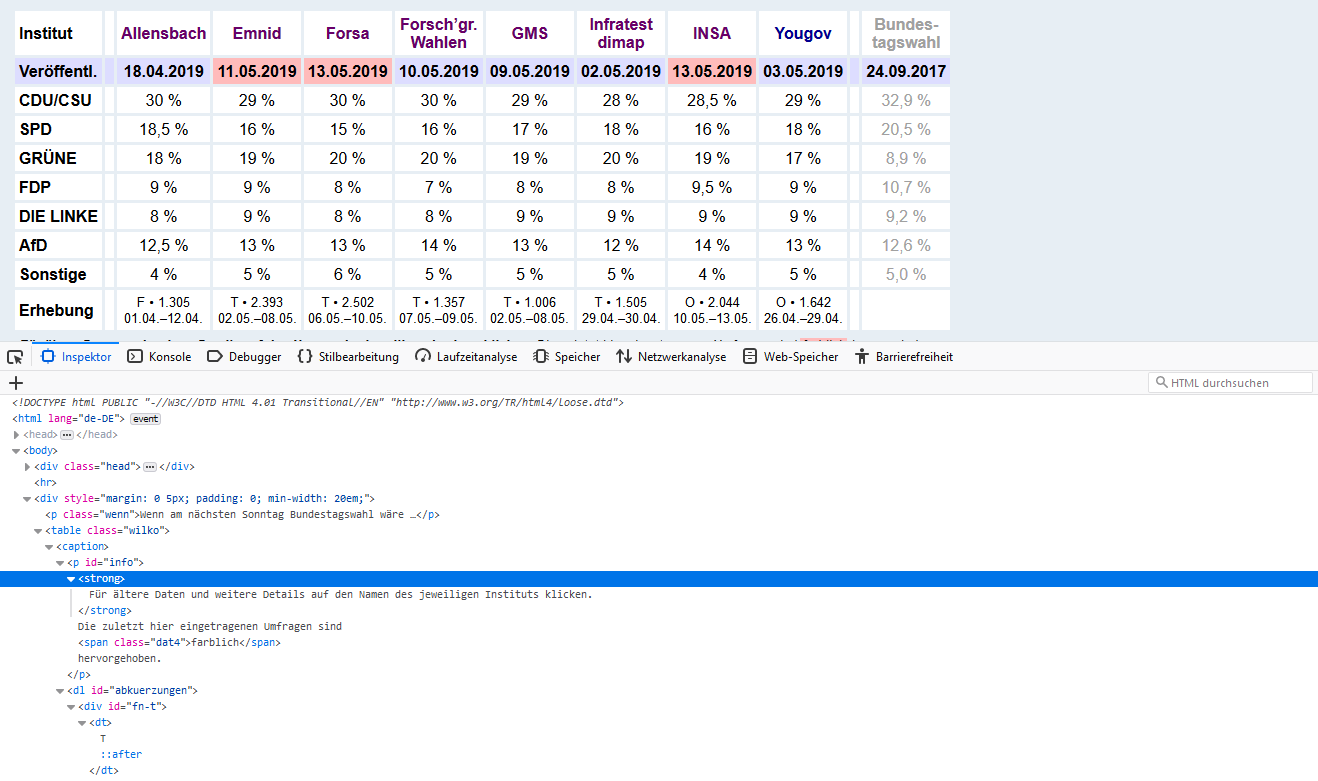 Institut Allensbach Emnid Forsa Forsch’gr. Wahlen GMS Infratest dimap INSA Yougov Bundes- tagswahl
Veröffentl. 18.04.2019 11.05.2019 13.05.2019 10.05.2019 09.05.2019 02.05.2019 13.05.2019 03.05.2019 24.09.2017
CDU/CSU 30 % 29 % 30 % 30 % 29 % 28 % 28,5 % 29 % 32,9 %
SPD 18,5 % 16 % 15 % 16 % 17 % 18 % 16 % 18 % 20,5 %
GRÜNE 18 % 19 % 20 % 20 % 19 % 20 % 19 % 17 % 8,9 %
FDP 9 % 9 % 8 % 7 % 8 % 8 % 9,5 % 9 % 10,7 %
DIE LINKE 8 % 9 % 8 % 8 % 9 % 9 % 9 % 9 % 9,2 %
AfD 12,5 % 13 % 13 % 14 % 13 % 12 % 14 % 13 % 12,6 %
Sonstige 4 % 5 % 6 % 5 % 5 % 5 % 4 % 5 % 5,0 %
Erhebung F • 1.305 T • 2.393 T • 2.502 T • 1.357 T • 1.006 T • 1.505 O • 2.044 O • 1.642
01.04.–12.04. 02.05.–08.05. 06.05.–10.05. 07.05.–09.05. 02.05.–08.05. 29.04.–30.04. 10.05.–13.05. 26.04.–29.04.
Inspektor Konsole Debugger Stilbearbeitung Laufzeitanalyse Speicher Netzwerkanalyse Web-Speicher Barrierefreiheit
HTML durchsuchen
<!DOCTYPE html PUBLIC "-//W3C//DTD HTML 4.01 Transitional//EN" "http://www.w3.org/TR/html4/loose.dtd">
<html lang="de-DE"> event
<head> … </head>
<body>
<div class="head"> … </div>
<hr>
<div style="margin: 0 5px; padding: 0; min-width: 20em;">
<p class="wenn">Wenn am nächsten Sonntag Bundestagswahl wäre …</p>
<table class="wilko">
<caption>
<p id="info">
<strong>
Für ältere Daten und weitere Details auf den Namen des jeweiligen Instituts klicken.
</strong>
Die zuletzt hier eingetragenen Umfragen sind
<span class="dat4">farblich</span>
hervorgehoben.
</p>
<dl id="abkuerzungen">
<div id="fn-t">
<dt>
T
::after
</dt>